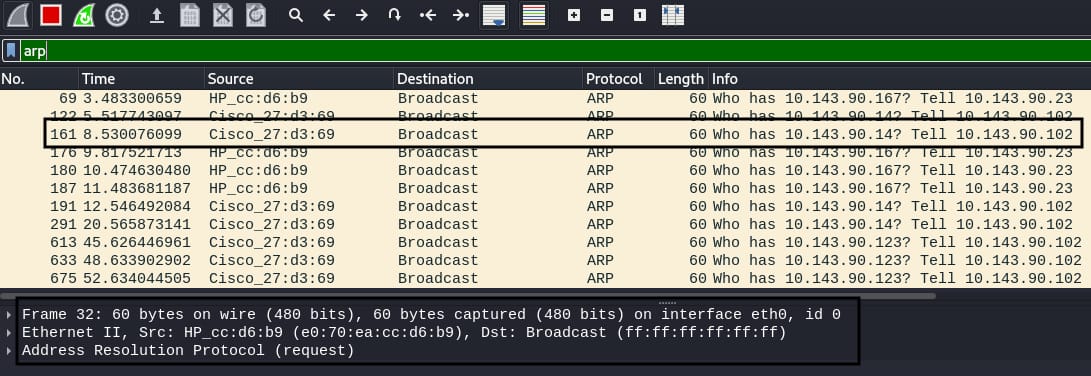 arp
No. Time Source Destination Protocol Length Info
69 3.483300659 HP_cc:d6:b9 Broadcast ARP 60 Who has 10.143.90.167? Tell 10.143.90.23
122 5.517743097 Cisco_27:d3:69 Broadcast ARP 60 Who has 10.143.90.14? Tell 10.143.90.102
161 8.530076099 Cisco_27:d3:69 Broadcast ARP 60 Who has 10.143.90.14? Tell 10.143.90.102
176 9.817521713 HP_cc:d6:b9 Broadcast ARP 60 Who has 10.143.90.167? Tell 10.143.90.23
180 10.474630480 HP_cc:d6:b9 Broadcast ARP 60 Who has 10.143.90.167? Tell 10.143.90.23
187 11.483681187 HP_cc:d6:b9 Broadcast ARP 60 Who has 10.143.90.167? Tell 10.143.90.23
191 12.546492084 Cisco_27:d3:69 Broadcast ARP 60 Who has 10.143.90.14? Tell 10.143.90.102
291 20.565873141 Cisco_27:d3:69 Broadcast ARP 60 Who has 10.143.90.14? Tell 10.143.90.102
613 45.626446961 Cisco_27:d3:69 Broadcast ARP 60 Who has 10.143.90.123? Tell 10.143.90.102
633 48.633902902 Cisco_27:d3:69 Broadcast ARP 60 Who has 10.143.90.123? Tell 10.143.90.102
675 52.634044505 Cisco_27:d3:69 Broadcast ARP 60 Who has 10.143.90.123? Tell 10.143.90.102
Frame 32: 60 bytes on wire (480 bits), 60 bytes captured (480 bits) on interface eth0, id 0
Ethernet II, Src: HP_cc:d6:b9 (e0:70:ea:cc:d6:b9), Dst: Broadcast (ff:ff:ff:ff:ff:ff)
Address Resolution Protocol (request)